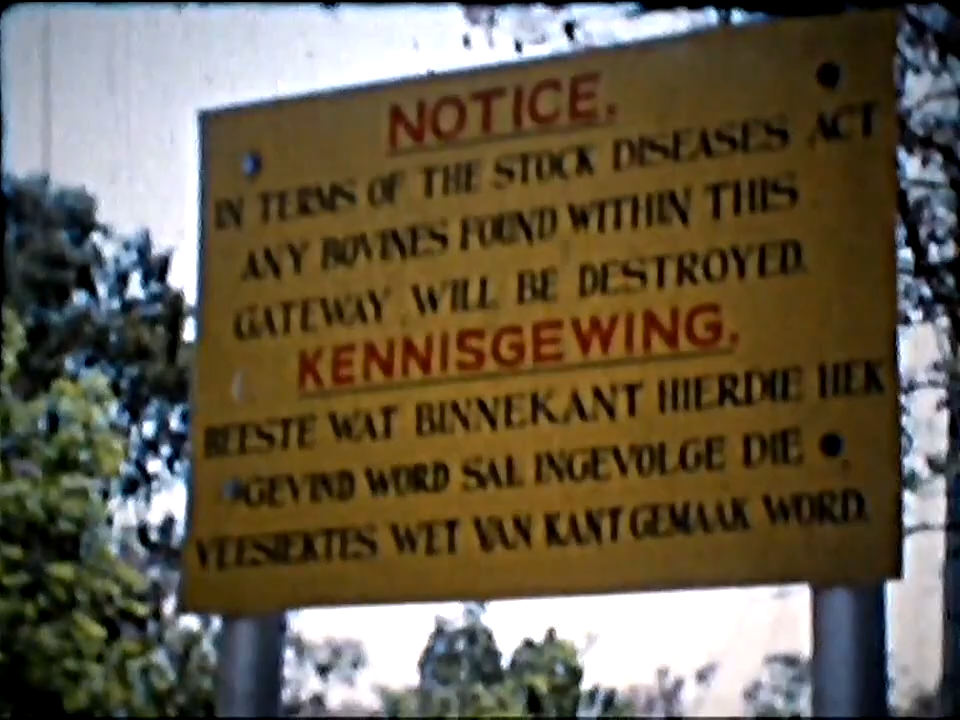 NOTICE.
IN TERMS OF THE STOCK DISEASES ACT
ANY BOVINES FOUND WITHIN THIS
GATEWAY WILL BE DESTROYED.
KENNISGEWING.
BEESTE WAT BINNEKANT HIERDIE HEK
GEVIND WORD SAL INGEVOLGE DIE
VEESIEKTES WET VAN KANT GEMAAK WORD.